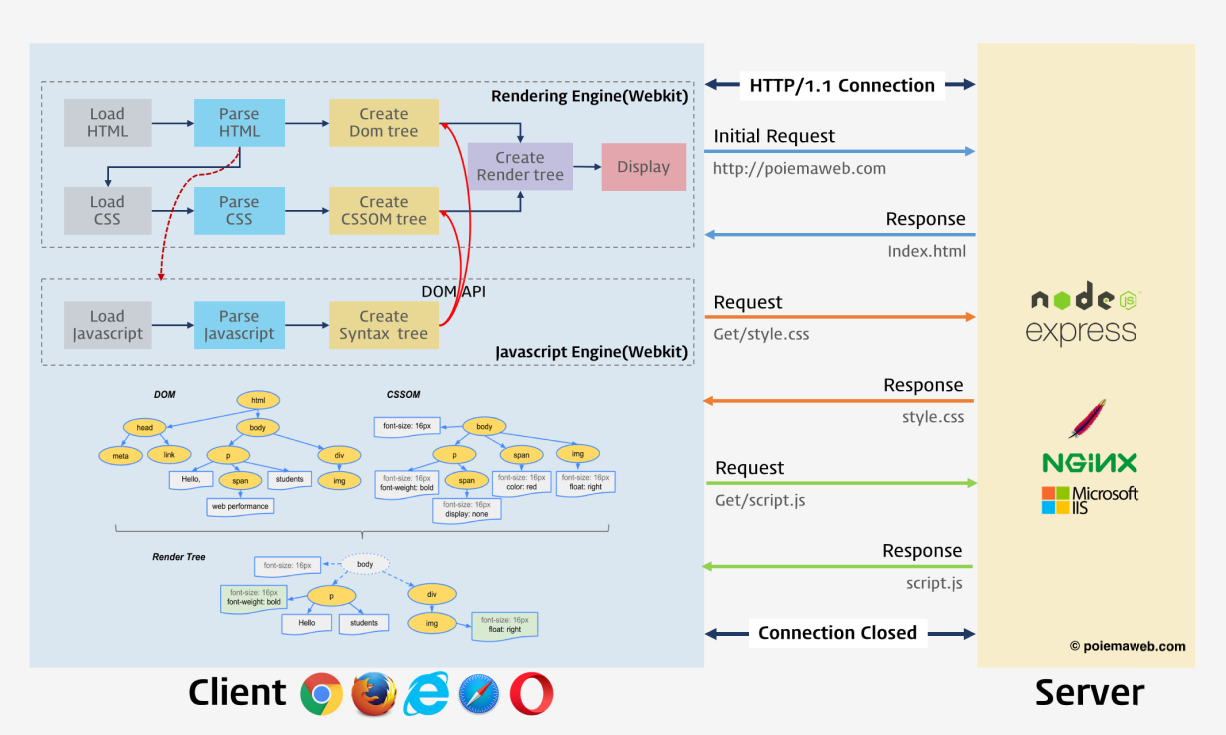 Rendering Engine(Webkit)
Load
HTML
Parse
HTML
Create
Dom tree
Create
Render tree
Display
Load
CSS
Parse
CSS
Create
CSSOM tree
DOM API
Load
Javascript
Parse
Javascript
Create
Syntax tree
Javascript Engine(Webkit)
DOM
html
head
body
meta
link
p
div
Hello,
span
students
img
web performance
CSSOM
font-size: 16px
body
p
span
img
font-size: 16px
font-weight: bold
span
font-size: 16px
color: red
font-size: 16px
float: right
font-size: 16px
display: none
Render Tree
font-size: 16px
body
font-size: 16px
font-weight: bold
p
div
Hello
students
img
font-size: 16px
float: right
HTTP/1.1 Connection
Initial Request
http://poiemaweb.com
Response
Index.html
Request
Get/style.css
Response
style.css
Request
Get/script.js
Response
script.js
Connection Closed
node
JS
express
NGINX
Microsoft
IIS
© poiemaweb.com
Client
Server